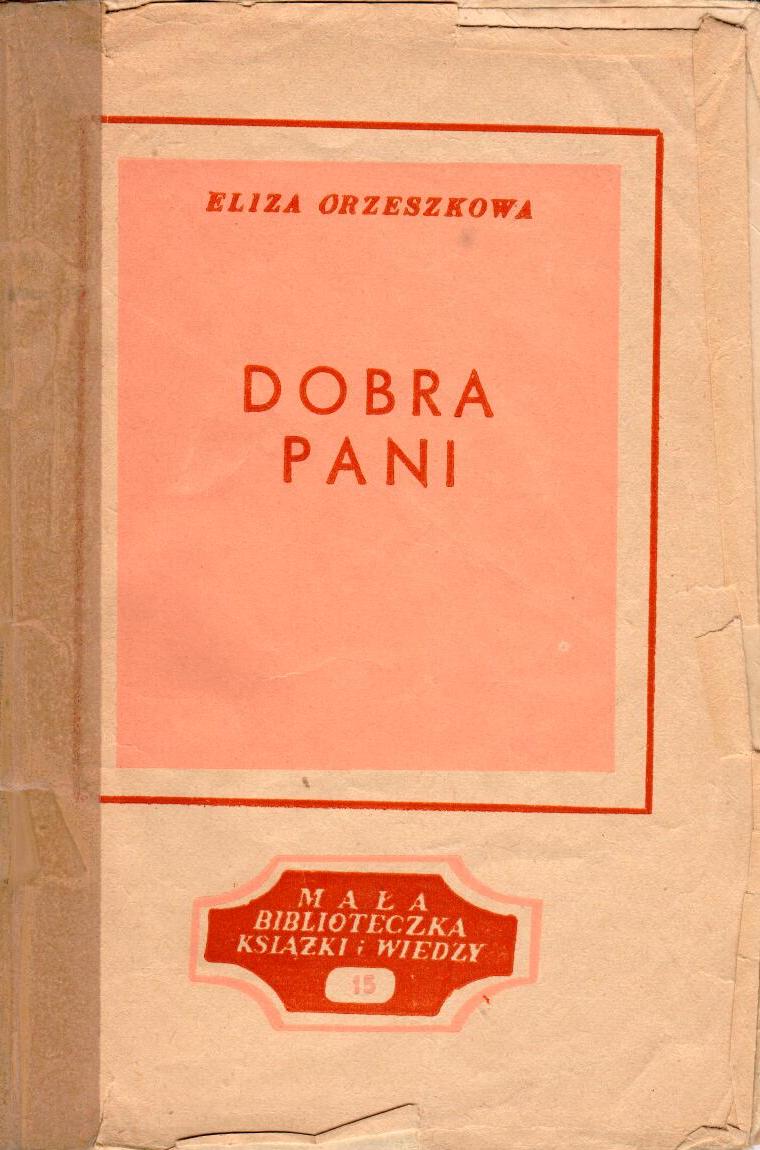 ELIZA ORZESZKOWA
DOBRA
PANI
MAŁA
BIBLIOTECZKA
KSIĄŻKI i WIEDZY
15